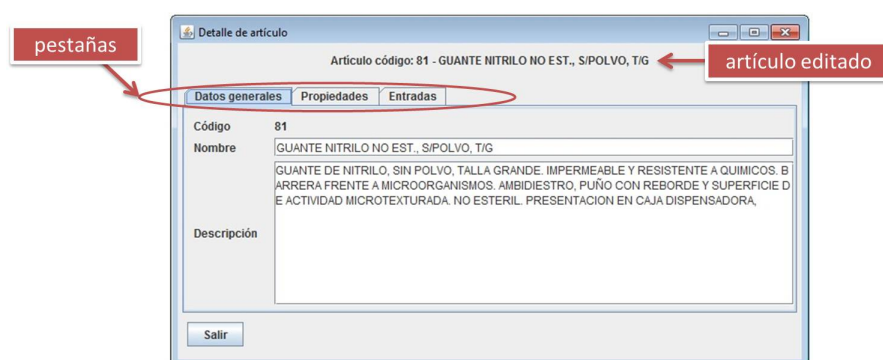 Detalle de artículo
pestañas
Artículo código: 81 - GUANTE NITRILO NO EST., S/POLVO, T/G
artículo editado
Datos generales Propiedades Entradas
Código 81
Nombre GUANTE NITRILO NO EST., S/POLVO, T/G
GUANTE DE NITRILO, SIN POLVO, TALLA GRANDE. IMPERMEABLE Y RESISTENTE A QUIMICOS. B
ARRERA FRENTE A MICROORGANISMOS. AMBIDIESTRO, PUÑO CON REBORDE Y SUPERFICIE D
E ACTIVIDAD MICROTEXTURADA. NO ESTERIL. PRESENTACION EN CAJA DISPENSADORA,
Descripción
Salir